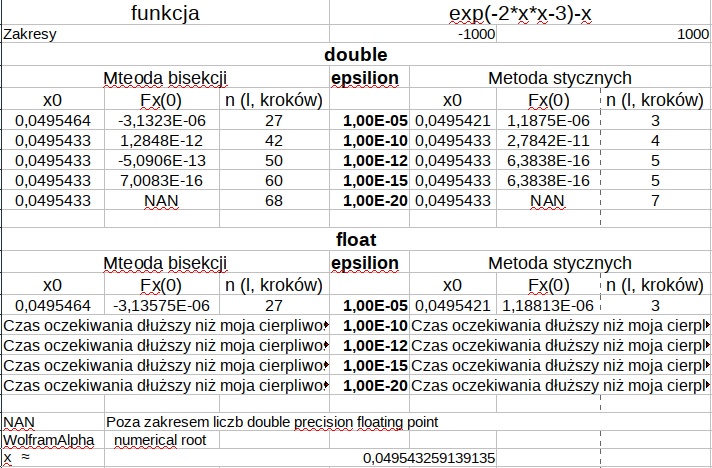 funkcja exp(-2*x*x-3)-x
Zakresy -1000 1000
double
Mteoda bisekcji epsilion Metoda stycznych
x0 Fx(0) n (l, kroków) x0 Fx(0) n (l, kroków)
0,0495464 -3,1323E-06 27 1,00E-05 0,0495421 1,1875E-06 3
0,0495433 1,2848E-12 42 1,00E-10 0,0495433 2,7842E-11 4
0,0495433 -5,0906E-13 50 1,00E-12 0,0495433 6,3838E-16 5
0,0495433 7,0083E-16 60 1,00E-15 0,0495433 6,3838E-16 5
0,0495433 NAN 68 1,00E-20 0,0495433 NAN 7
float
Mteoda bisekcji epsilion Metoda stycznych
x0 Fx(0) n (l, kroków) x0 Fx(0) n (l, kroków)
0,0495464 -3,13575E-06 27 1,00E-05 0,0495421 1,18813E-06 3
Czas oczekiwania dłuższy niż moja cierpliwo 1,00E-10 Czas oczekiwania dłuższy niż moja cierpl
Czas oczekiwania dłuższy niż moja cierpliwo 1,00E-12 Czas oczekiwania dłuższy niż moja cierpl
Czas oczekiwania dłuższy niż moja cierpliwo 1,00E-15 Czas oczekiwania dłuższy niż moja cierpl
Czas oczekiwania dłuższy niż moja cierpliwo 1,00E-20 Czas oczekiwania dłuższy niż moja cierpl
NAN Poza zakresem liczb double precision floating point
WolframAlpha numerical root
x ≈ 0,049543259139135